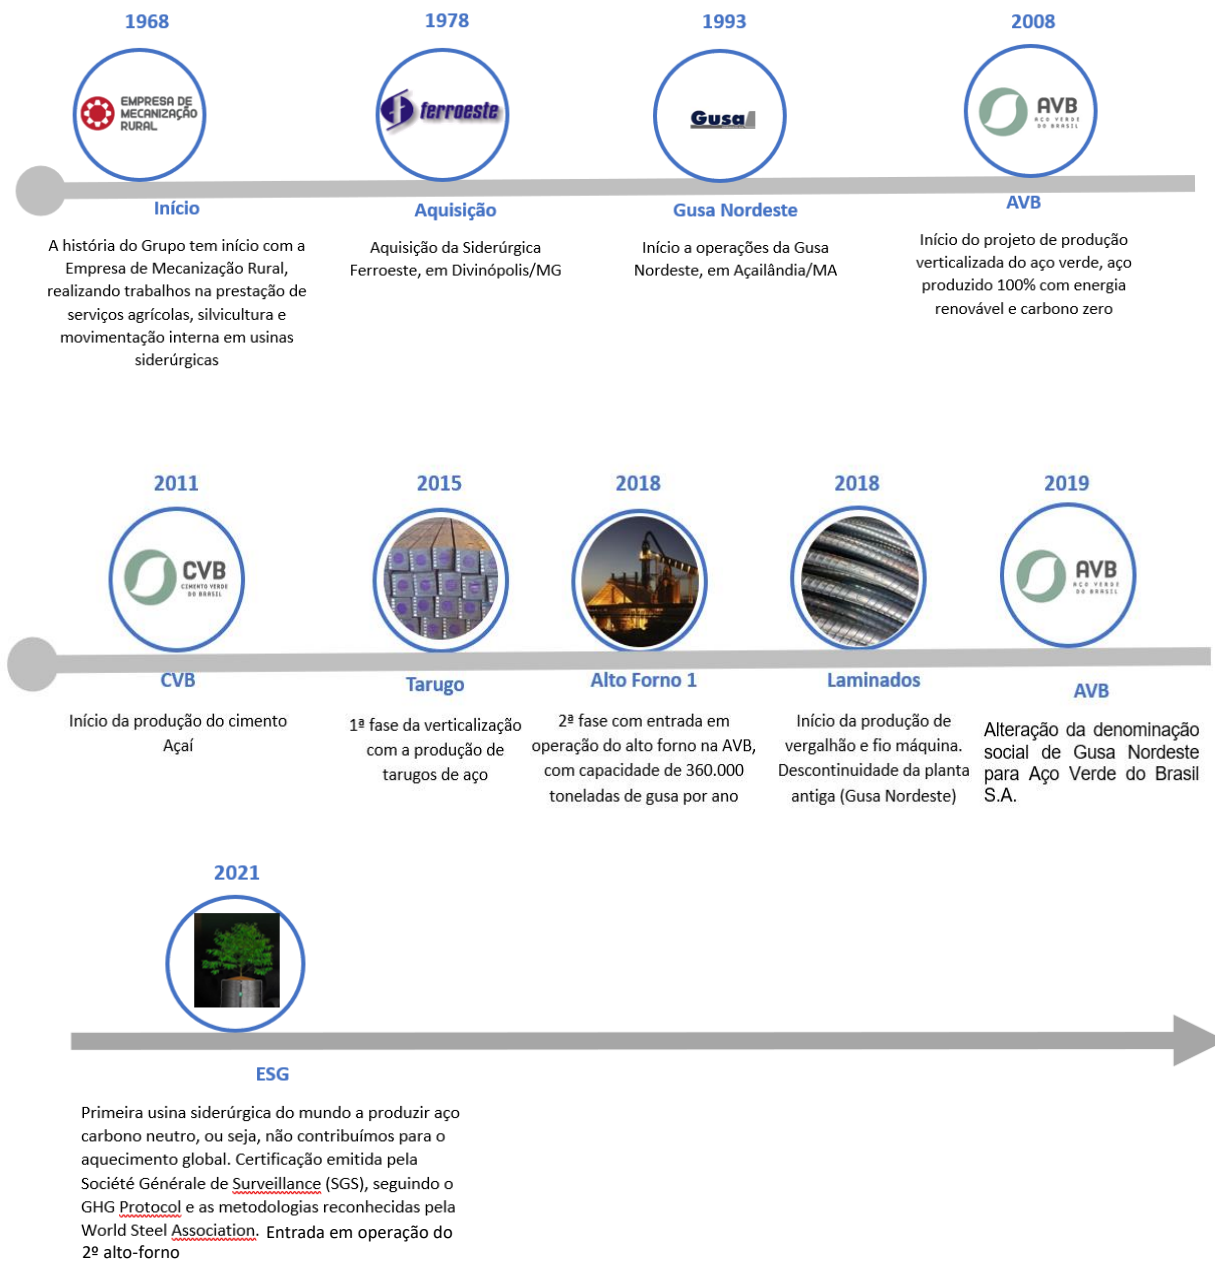 1968
EMPRESA DE
MECANIZAÇÃO
RURAL
Início
A história do Grupo tem início com a
Empresa de Mecanização Rural,
realizando trabalhos na prestação de
serviços agrícolas, silvicultura e
movimentação interna em usinas
siderúrgicas
1978
ferroeste
Aquisição
Aquisição da Siderúrgica
Ferroeste, em Divinópolis/MG
1993
Gusa
Gusa Nordeste
Início a operações da Gusa
Nordeste, em Açailândia/MA
2008
AVB
AÇO VERDE
DO BRASIL
AVB
Início do projeto de produção
verticalizada do aço verde, aço
produzido 100% com energia
renovável e carbono zero
2011
CVB
CIMENTO VERDE
DO BRASIL
CVB
Início da produção do cimento
Açaí
2015
Tarugo
1ª fase da verticalização
com a produção de
tarugos de aço
2018
Alto Forno 1
2ª fase com entrada em
operação do alto forno na AVB,
com capacidade de 360.000
toneladas de gusa por ano
2018
Laminados
Início da produção de
vergalhão e fio máquina.
Descontinuidade da planta
antiga (Gusa Nordeste)
2019
AVB
AÇO VERDE
DO BRASIL
AVB
Alteração da denominação
social de Gusa Nordeste
para Aço Verde do Brasil
S.A.
2021
ESG
Primeira usina siderúrgica do mundo a produzir aço
carbono neutro, ou seja, não contribuímos para o
aquecimento global. Certificação emitida pela
Société Générale de Surveillance (SGS), seguindo o
GHG Protocol e as metodologias reconhecidas pela
World Steel Association. Entrada em operação do
2º alto-forno